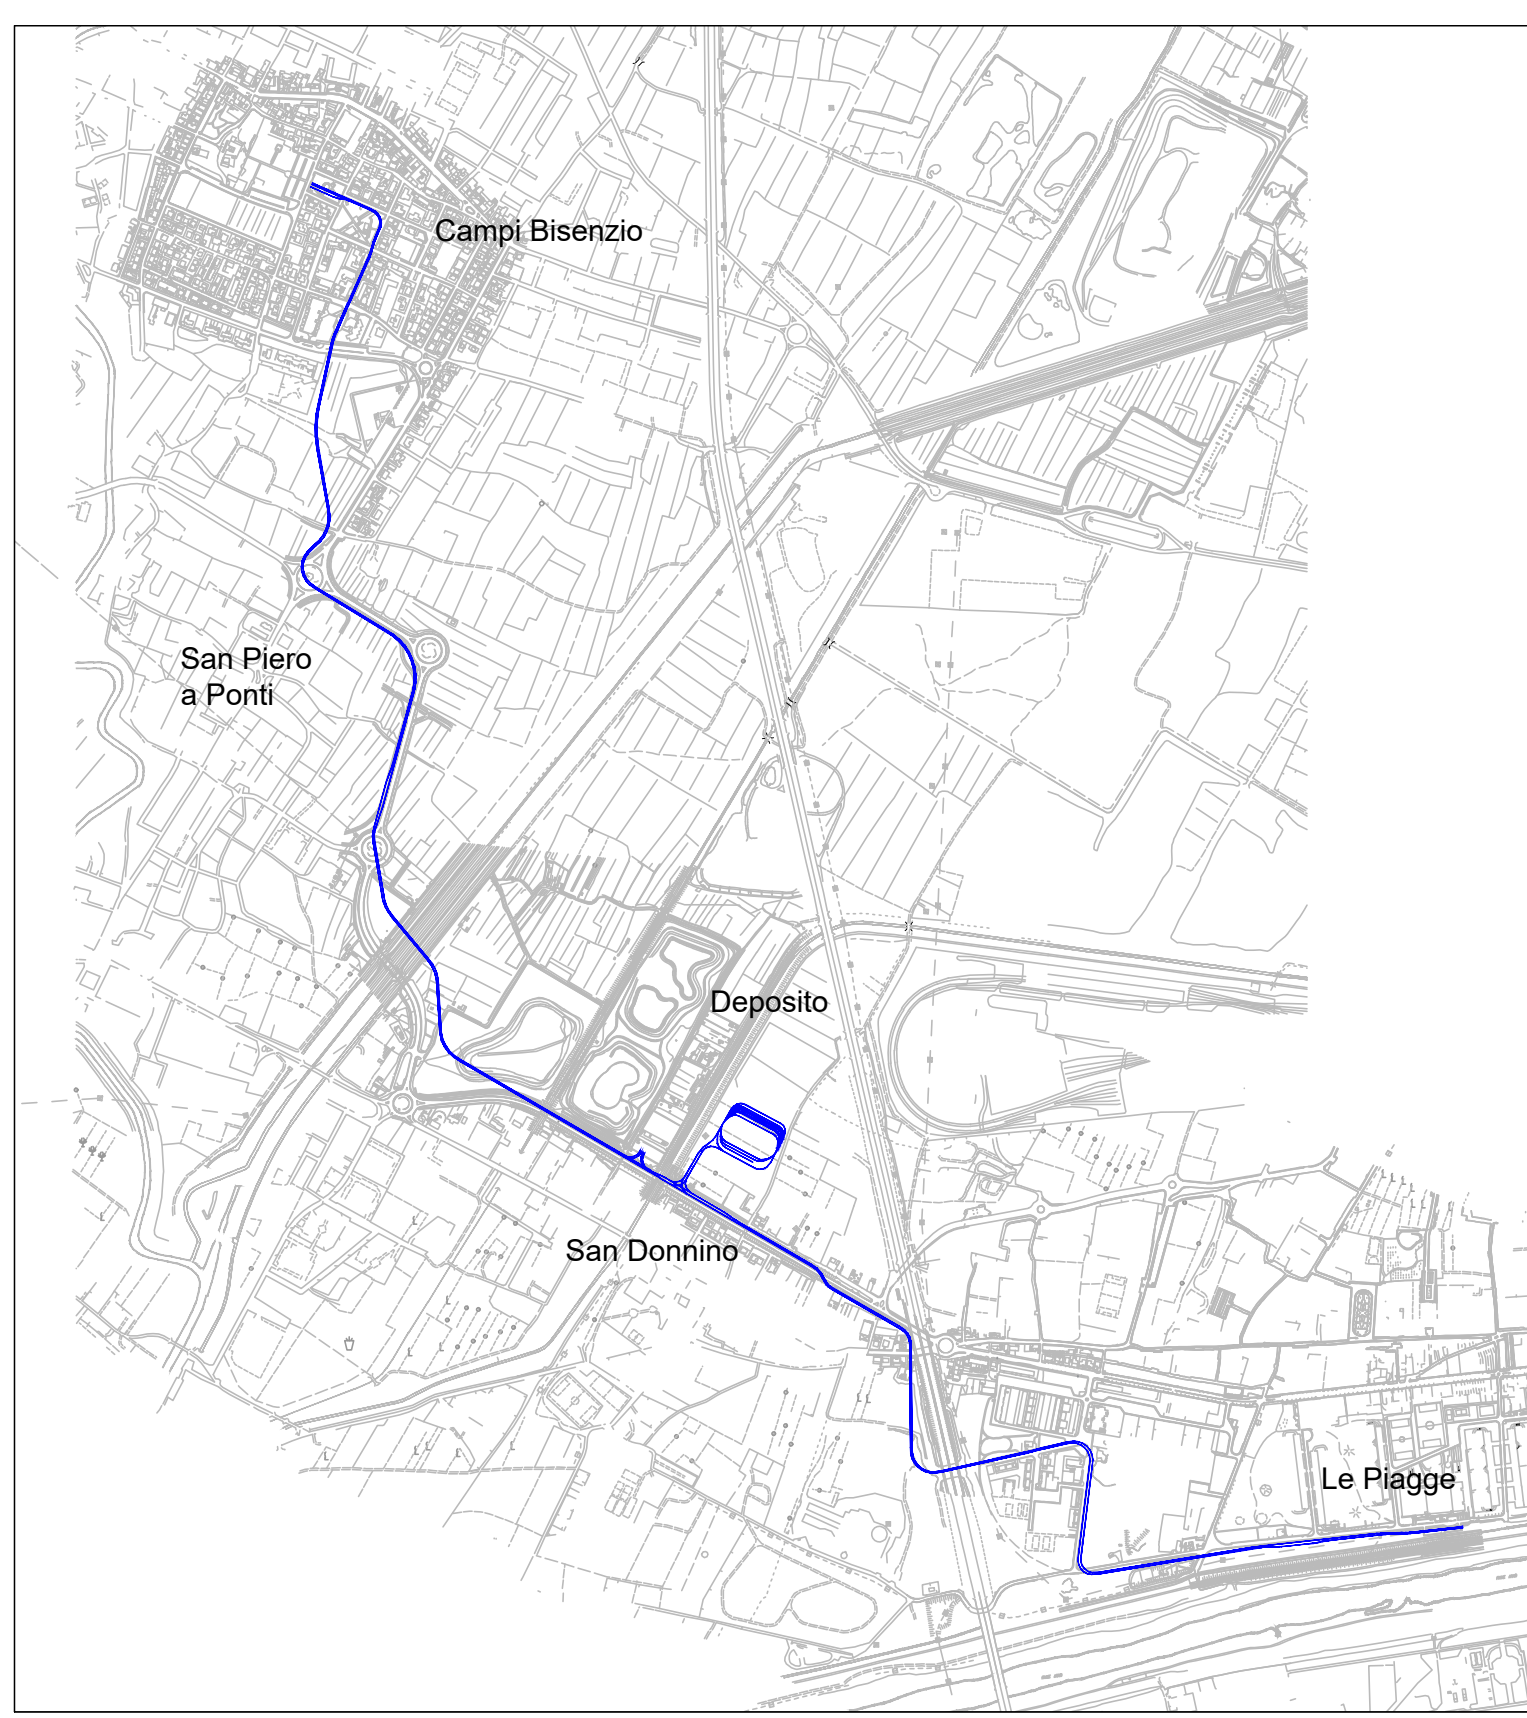 Campi Bisenzio
San Piero
a Ponti
Deposito
San Donnino
Le Piagge